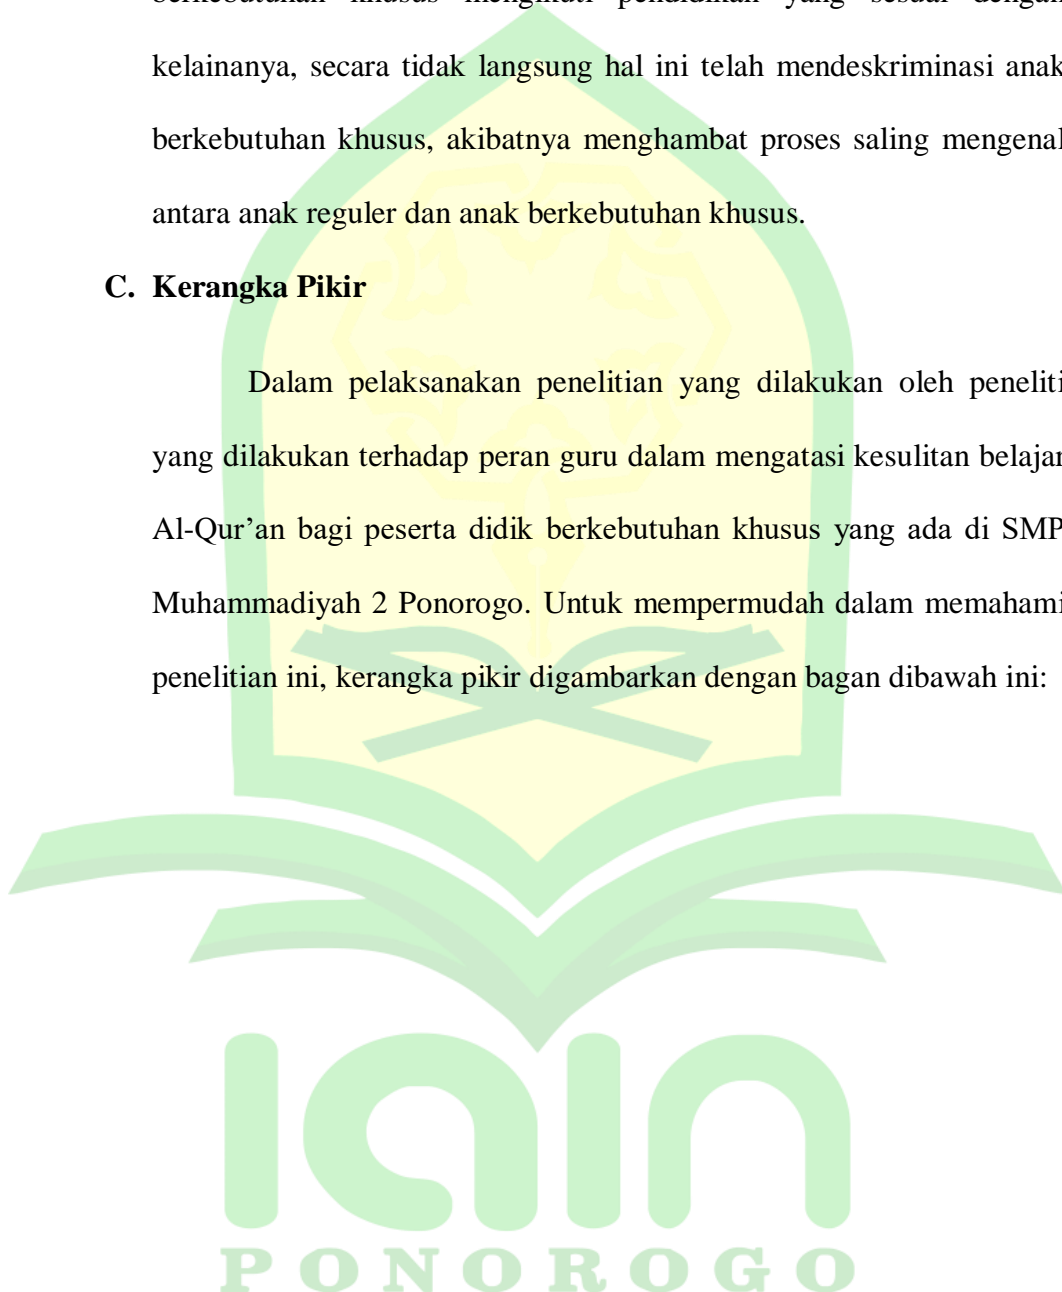 berkebutuhan khusus mengikuti pendidikan yang sesuai dengan
kelainanya, secara tidak langsung hal ini telah mendeskriminasi anak
berkebutuhan khusus, akibatnya menghambat proses saling mengenal
antara anak reguler dan anak berkebutuhan khusus.
C. Kerangka Pikir
Dalam pelaksanakan penelitian yang dilakukan oleh peneliti
yang dilakukan terhadap peran guru dalam mengatasi kesulitan belajar
Al-Qur’an bagi peserta didik berkebutuhan khusus yang ada di SMP
Muhammadiyah 2 Ponorogo. Untuk mempermudah dalam memahami
penelitian ini, kerangka pikir digambarkan dengan bagan dibawah ini:
iain
PONOROGO